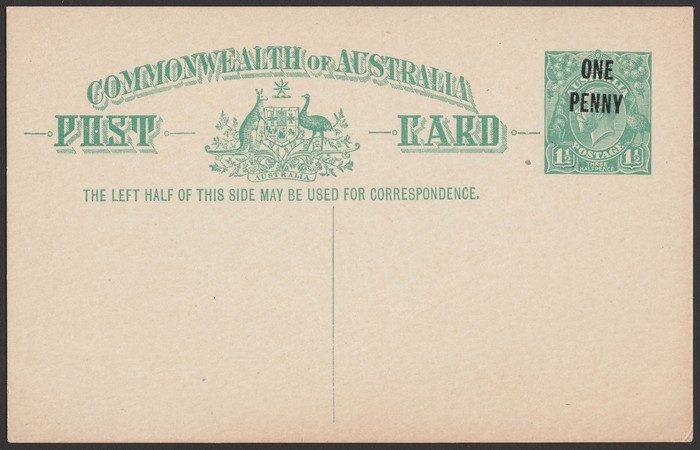 COMMONWEALTH OF AUSTRALIA
POST CARD
AUSTRALIA
THE LEFT HALF OF THIS SIDE MAY BE USED FOR CORRESPONDENCE.
ONE
PENNY
AUSTRALIA
POSTAGE
1½ THREE HALFPENCE 1½